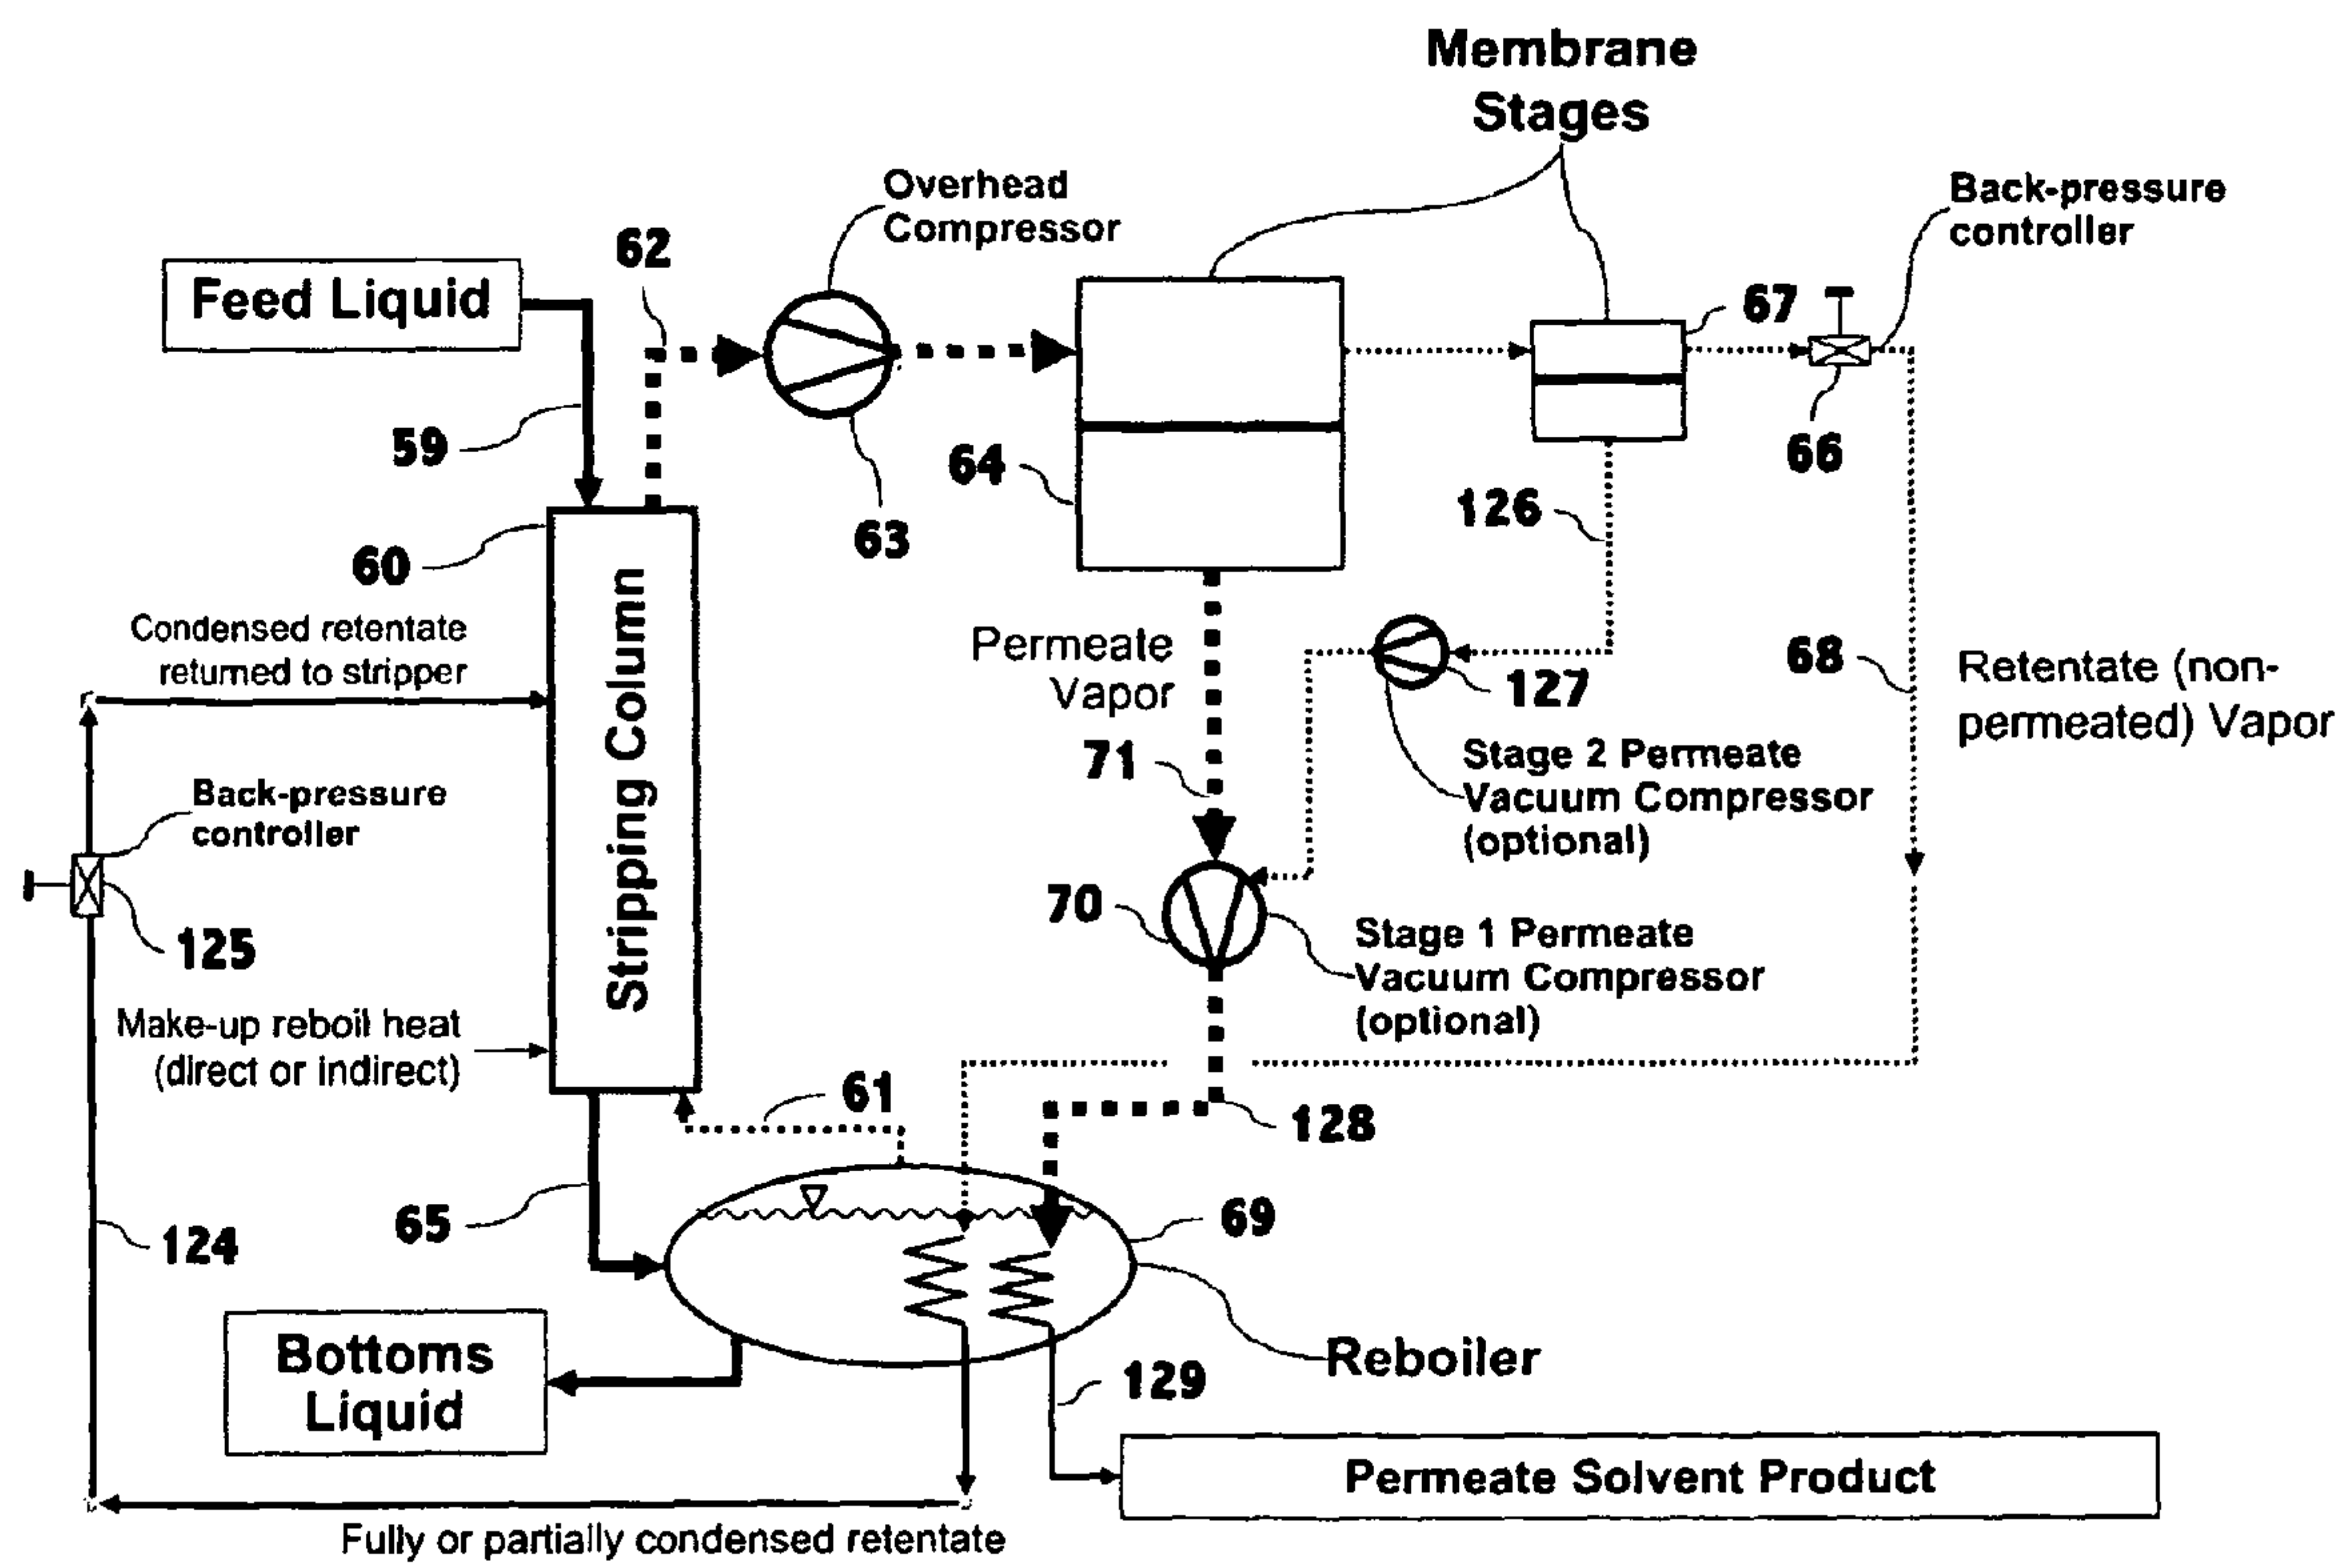 Membrane
Stages
Overhead
Compressor
Back-pressure
controller
62
Feed Liquid
67
59
64
66
63
126
60
Stripping Column
Condensed retentate
returned to stripper
Permeate
Vapor
127
68
Retentate (non-
permeated) Vapor
71
Stage 2 Permeate
Vacuum Compressor
(optional)
Back-pressure
controller
70
125
Stage 1 Permeate
Vacuum Compressor
(optional)
Make-up reboil heat
(direct or indirect)
61
128
65
69
124
Bottoms
Liquid
Reboiler
129
Permeate Solvent Product
Fully or partially condensed retentate